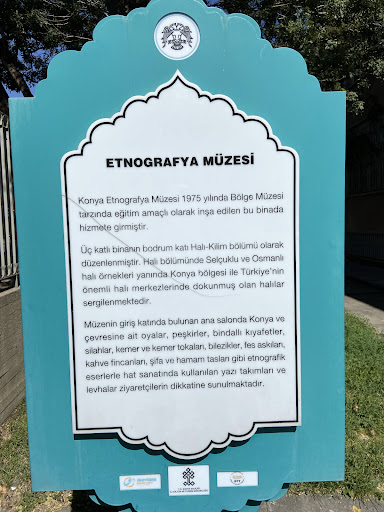 ETNOGRAFYA MÜZESİ
Konya Etnografya Müzesi 1975 yılında Bölge Müzesi
tarzında eğitim amaçlı olarak inşa edilen bu binada
hizmete girmiştir.
Üç katlı binanın bodrum katı Halı-Kilim bölümü olarak
düzenlenmiştir. Halı bölümünde Selçuklu ve Osmanlı
halı örnekleri yanında Konya bölgesi ile Türkiye'nin
önemli halı merkezlerinde dokunmuş olan halılar
sergilenmektedir.
Müzenin giriş katında bulunan ana salonda Konya ve
çevresine ait oyalar, peşkirler, bindallı kıyafetler,
silahlar, kemer ve kemer tokaları, bilezikler, fes askıları,
kahve fincanları, şifa ve hamam tasları gibi etnografik
eserlerle hat sanatında kullanılan yazı takımları ve
levhalar ziyaretçilerin dikkatine sunulmaktadır.